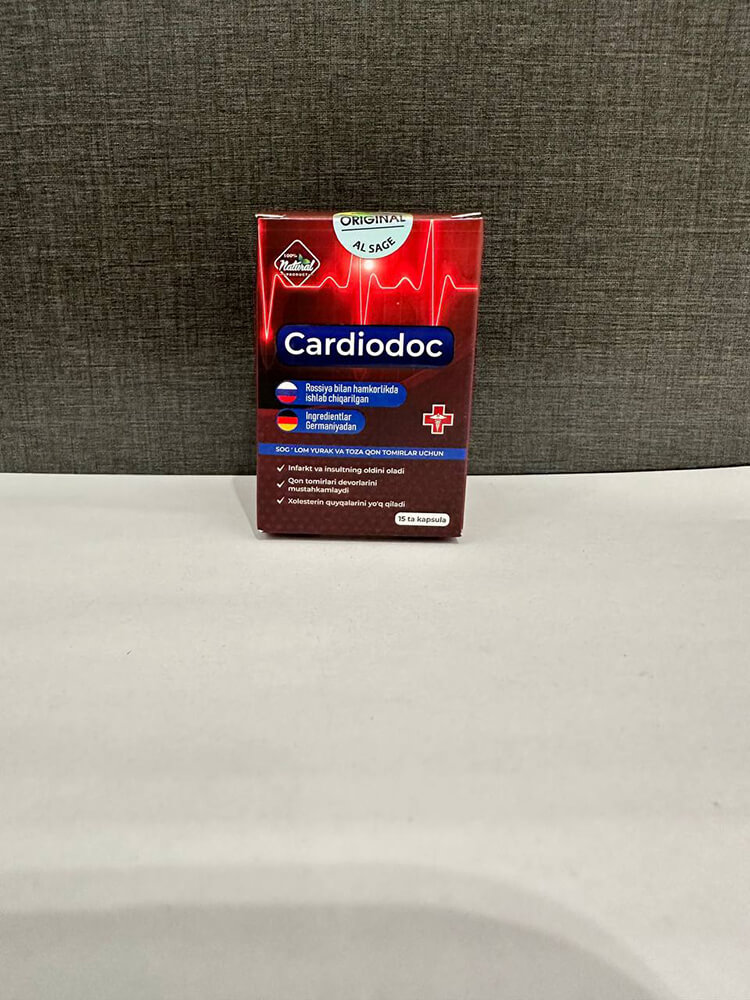 ORIGINAL
AL SAGE
100%
Natural
PRODUCT
Cardiodoc
Rossiya bilan hamkorlikda
ishlab chiqarilgan
Ingredientlar
Germaniyadan
SOG ' LOM YURAK VA TOZA QON TOMIRLAR UCHUN
Infarkt va insultning oldini oladi
Qon tomirlari devorlarini
mustahkamlaydi
Xolesterin quyqalarini yo'q qiladi
15 ta kapsula